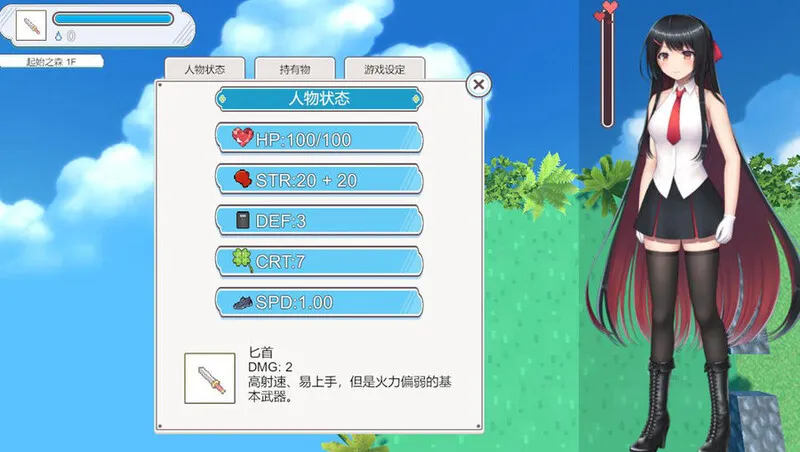 0
起始之森 1F
人物状态
持有物
游戏设定
人物状态
HP:100/100
STR:20 + 20
DEF:3
CRT:7
SPD:1.00
匕首
DMG: 2
高射速、易上手，但是火力偏弱的基
本武器。